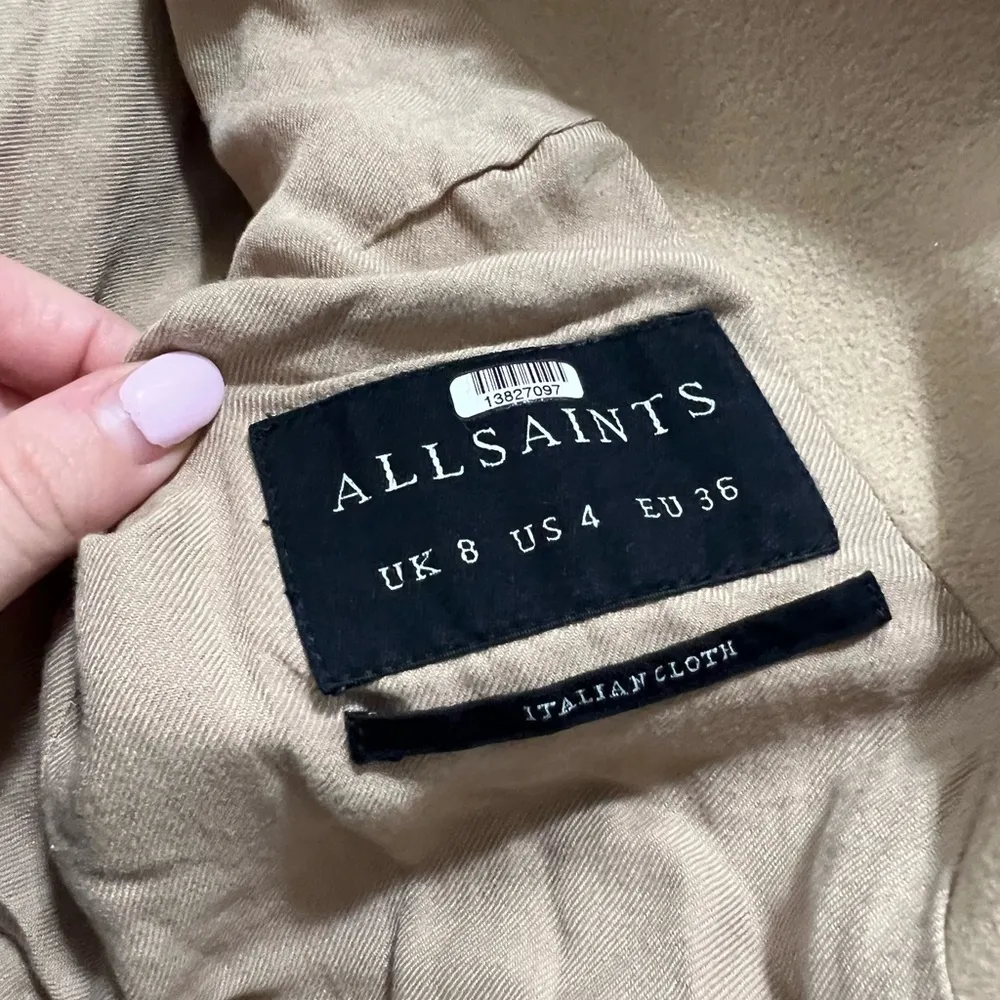 13827097
ALLSAINTS
UK 8 US 4 EU 36
ITALIAN CLOTH